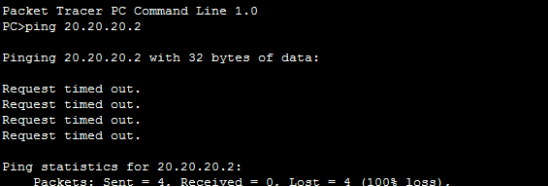 Packet Tracer PC Command Line 1.0
PC>ping 20.20.20.2
Pinging 20.20.20.2 with 32 bytes of data:
Request timed out.
Request timed out.
Request timed out.
Request timed out.
Ping statistics for 20.20.20.2:
Packets: Sent = 4, Received = 0, Lost = 4 (100% loss),